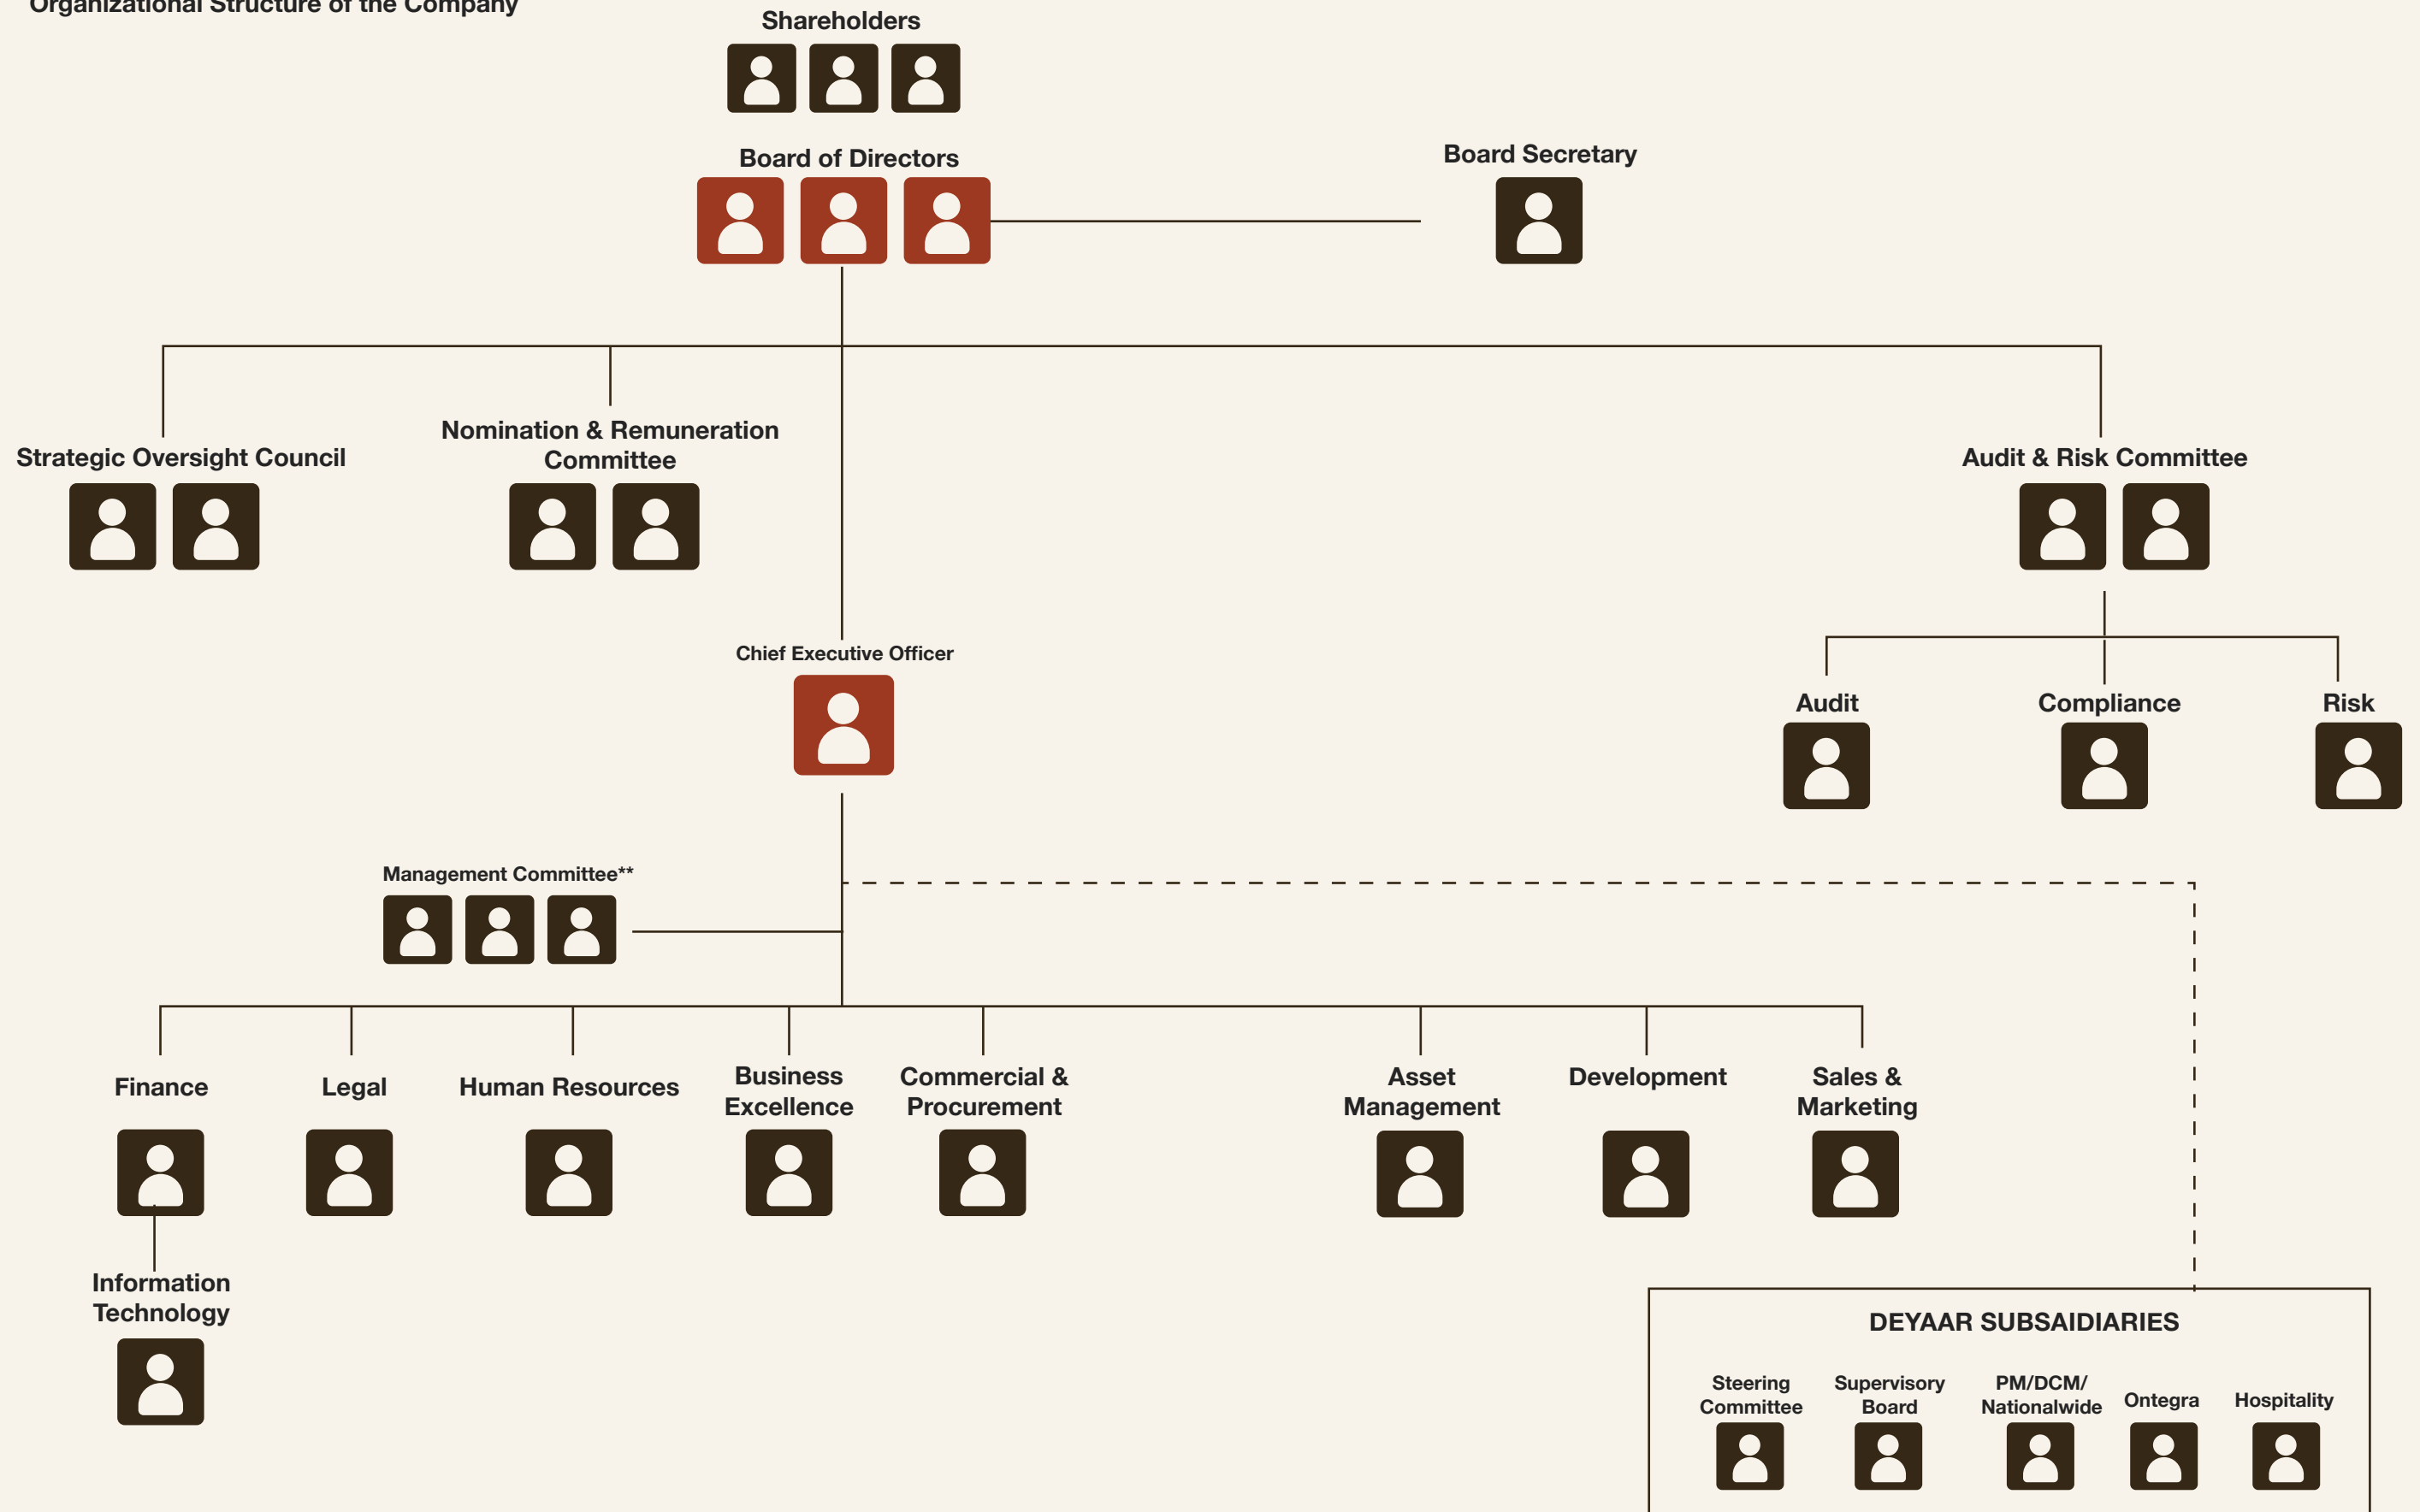 Organizational Structure of the Company
Shareholders
Board of Directors
Board Secretary
Strategic Oversight Council
Nomination & Remuneration
Committee
Audit & Risk Committee
Chief Executive Officer
Audit
Compliance
Risk
Management Committee**
Finance
Legal
Human Resources
Business
Excellence
Commercial &
Procurement
Asset
Management
Development
Sales &
Marketing
Information
Technology
DEYAAR SUBSAIDIARIES
Steering
Committee
Supervisory
Board
PM/DCM/
Nationalwide
Ontegra
Hospitality